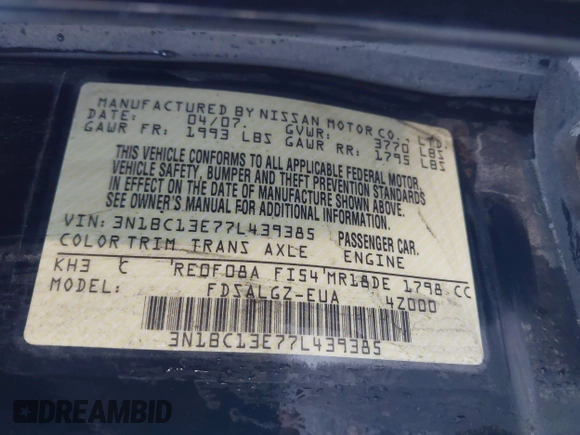 MANUFACTURED BY NISSAN MOTOR CO., LTD.
DATE: 04/07 GVWR: 3770 LBS
GAWR FR: 1993 LBS GAWR RR: 1795 LBS
THIS VEHICLE CONFORMS TO ALL APPLICABLE FEDERAL MOTOR
VEHICLE SAFETY, BUMPER AND THEFT PREVENTION STANDARDS
IN EFFECT ON THE DATE OF MANUFACTURE SHOWN ABOVE.
SEE OWNER'S MANUAL FOR ADDITIONAL INFORMATION.
VIN: 3N1BC13E77L439385 PASSENGER CAR.
COLOR TRIM TRANS AXLE ENGINE
KH3 C RE0F08A FI54 MR18DE 1798 CC
MODEL: FDSALGZ-EUA 4Z000
3N1BC13E77L439385
DREAMBID